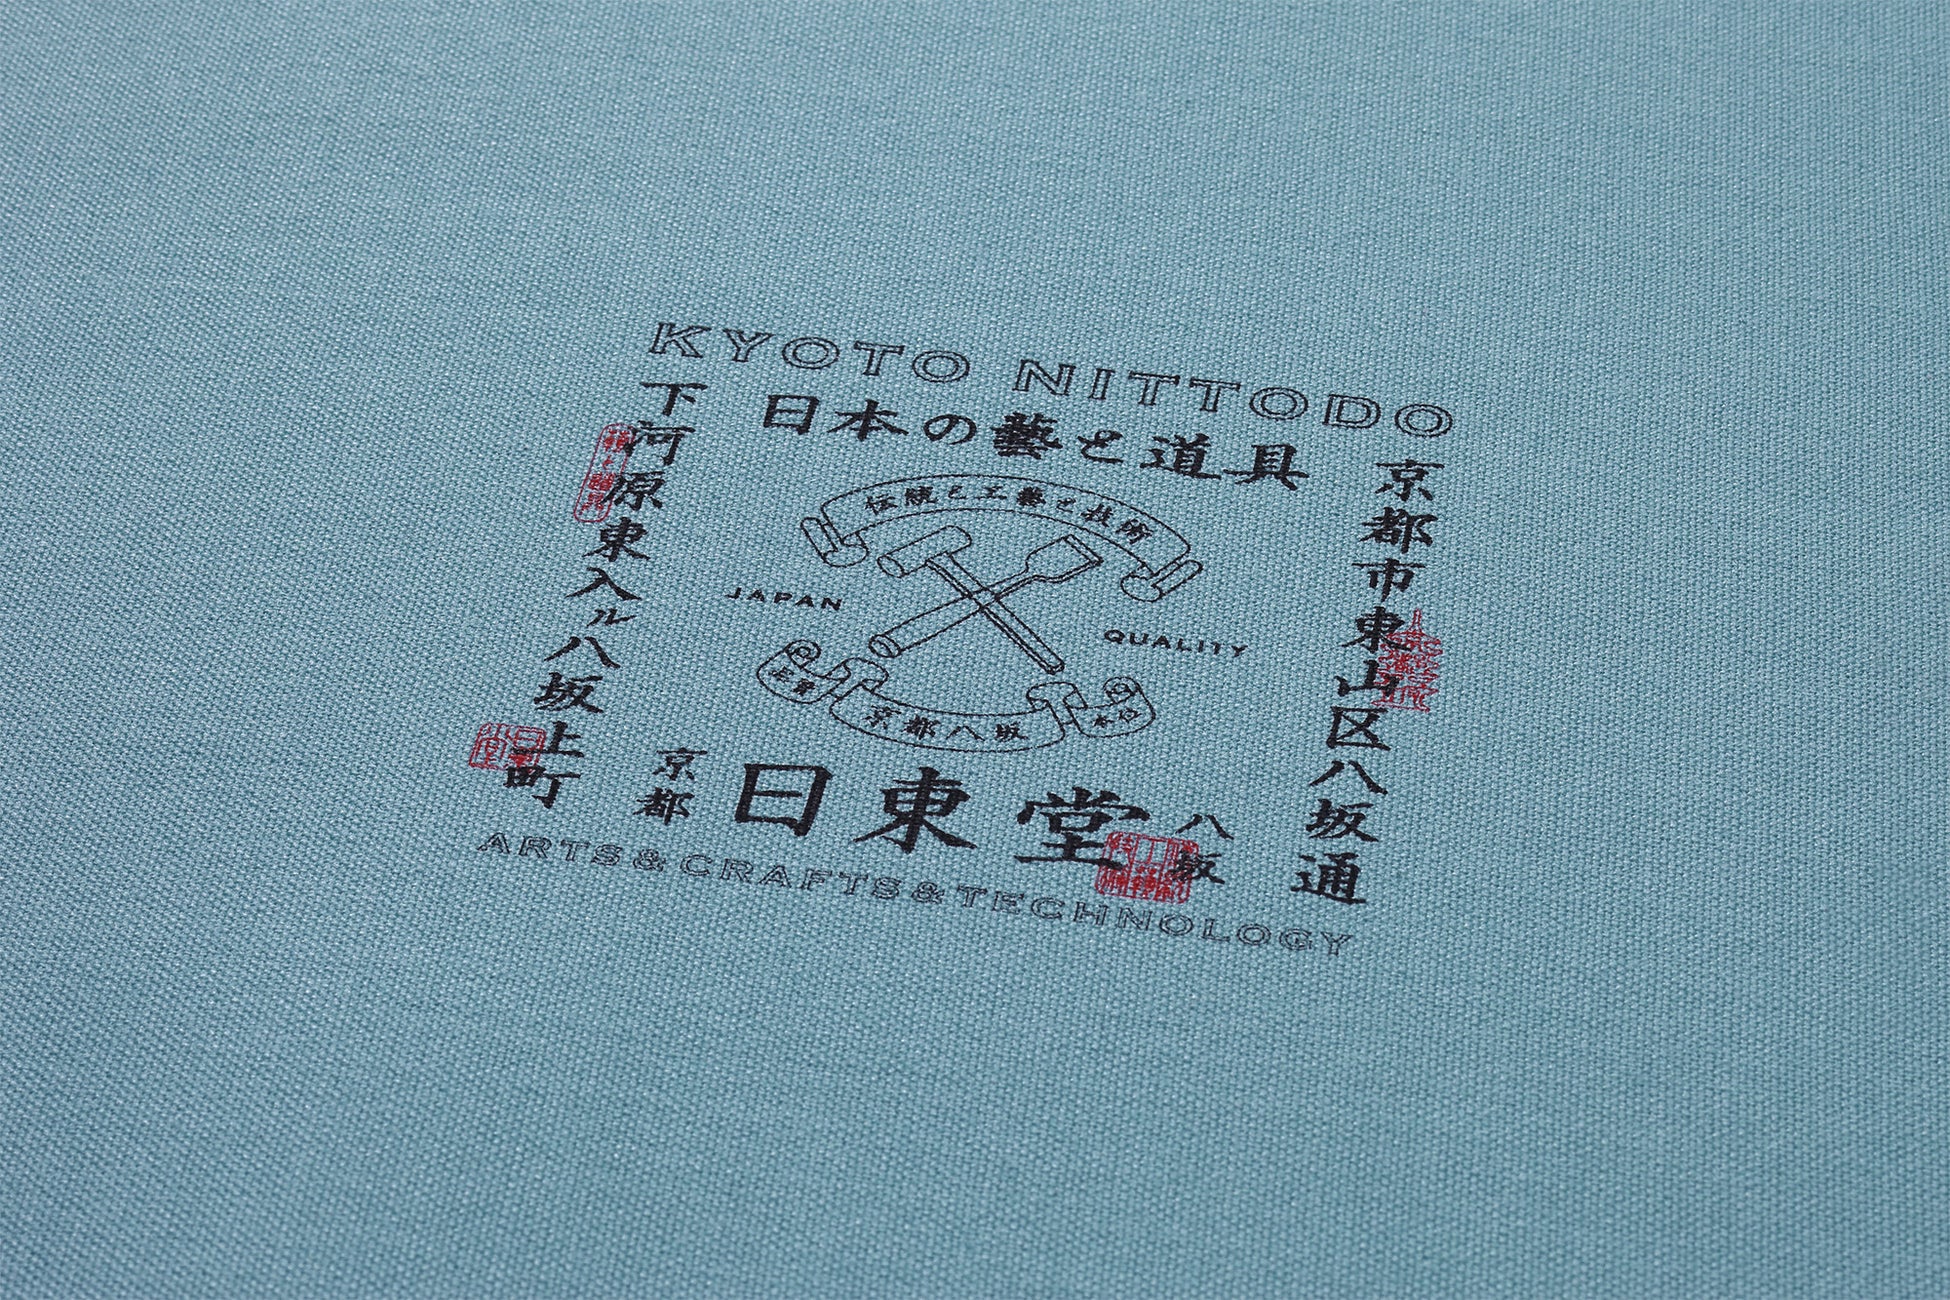 KYOTO NITTODO
日本の藝と道具
京都市東山区八坂通
下河原東入ル八坂上町
伝統と工藝と技術
JAPAN
QUALITY
京都八坂
京都
日東堂
八坂
ARTS & CRAFTS & TECHNOLOGY